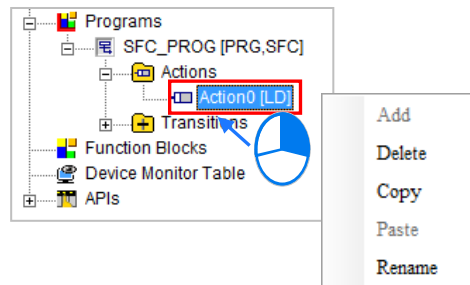 Programs
SFC_PROG [PRG,SFC]
Actions
Action0 [LD]
Transitions
Function Blocks
Device Monitor Table
APIs
Add
Delete
Copy
Paste
Rename